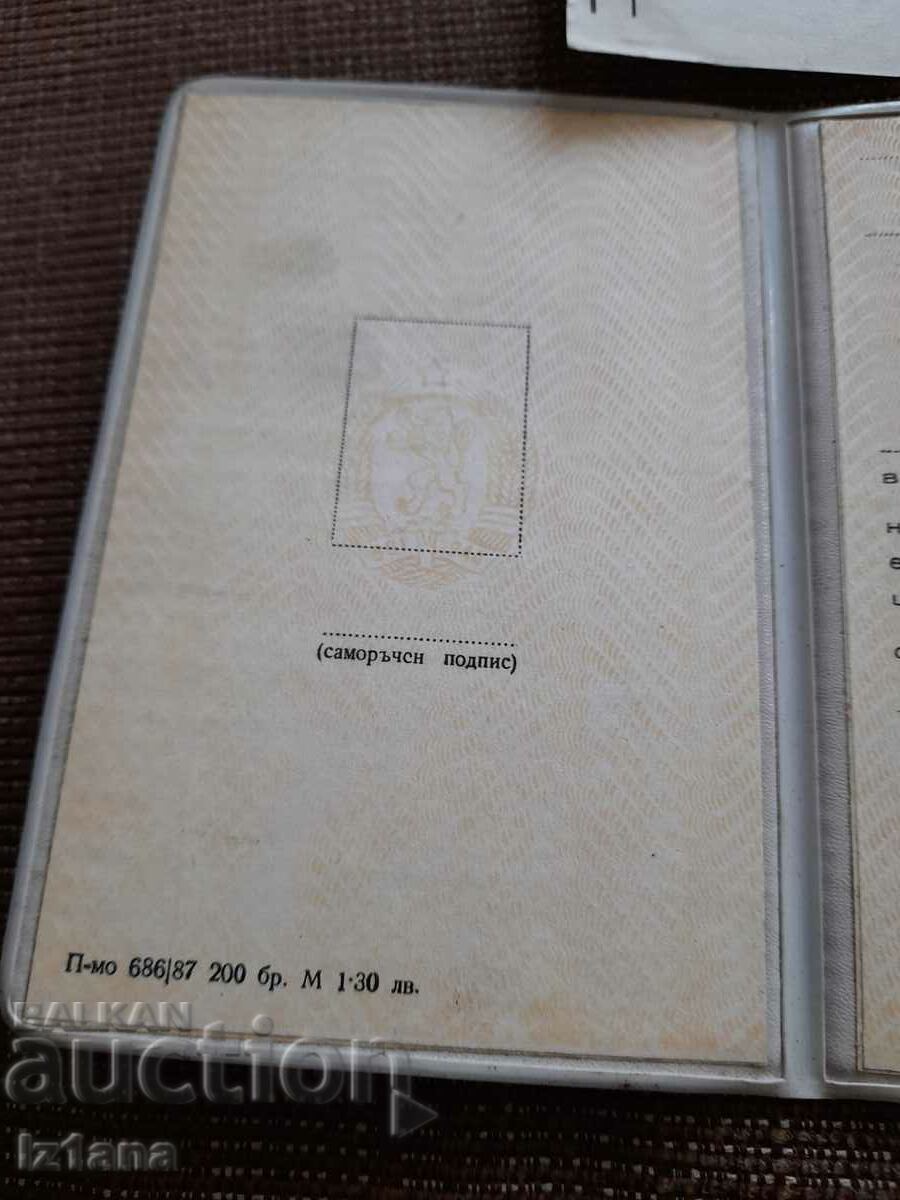 (саморъчен подпис)
П-мо 686/87 200 бр. М 1·30 лв.
в
н
е
BALKAN
auction
iz1ana